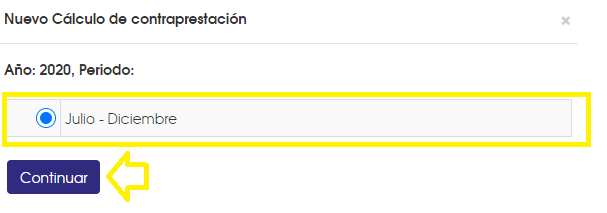 Nuevo Cálculo de contraprestación ×
Año: 2020, Periodo:
Julio - Diciembre
Continuar